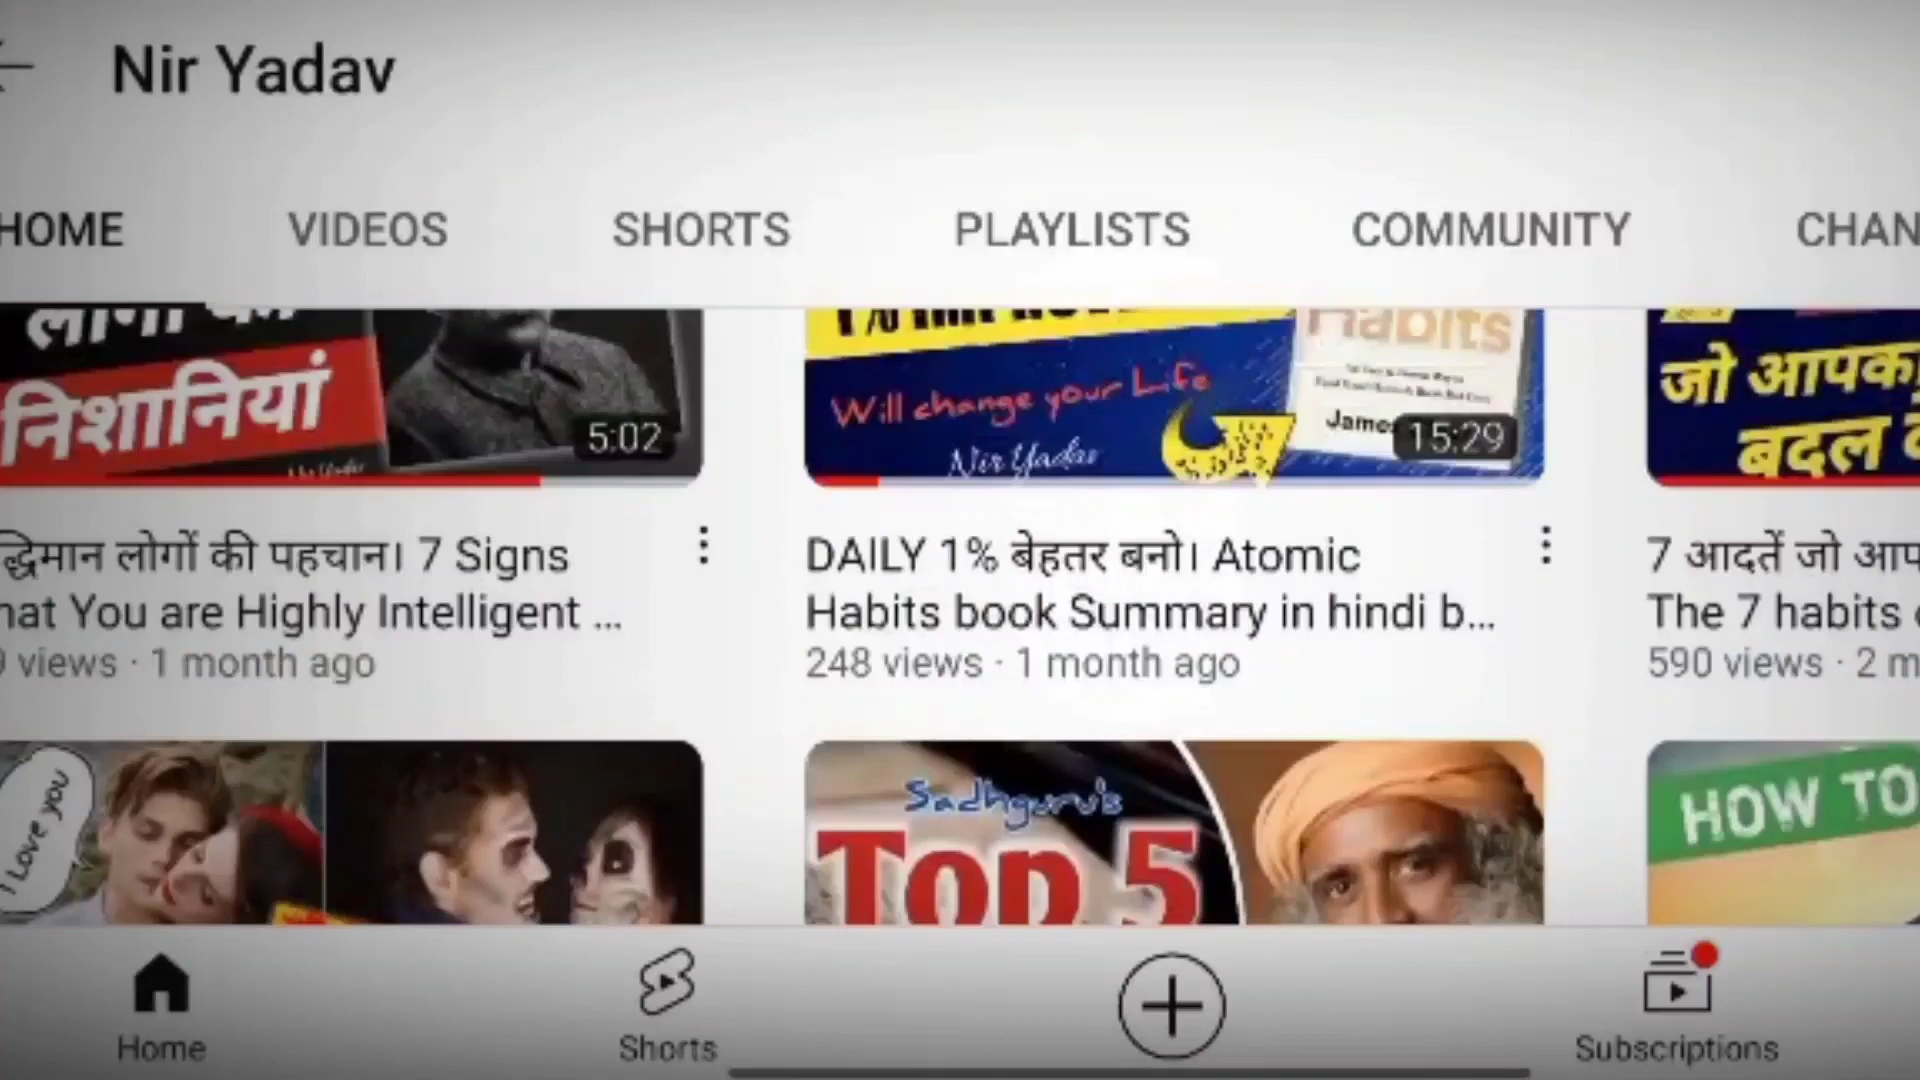 Nir Yadav
HOME VIDEOS SHORTS PLAYLISTS COMMUNITY CHAN
लोगों की
निशानियां
5:02
Habits
Will change your Life
Nir Yadav
James
15:29
जो आपका
बदल
द्धिमान लोगों की पहचान। 7 Signs
hat You are Highly Intelligent ...
9 views · 1 month ago
DAILY 1% बेहतर बनो। Atomic
Habits book Summary in hindi b...
248 views · 1 month ago
7 आदतें जो आप
The 7 habits
590 views · 2 m
I Love you
Sadhguru's
Top 5
HOW TO
Home
Shorts
Subscriptions